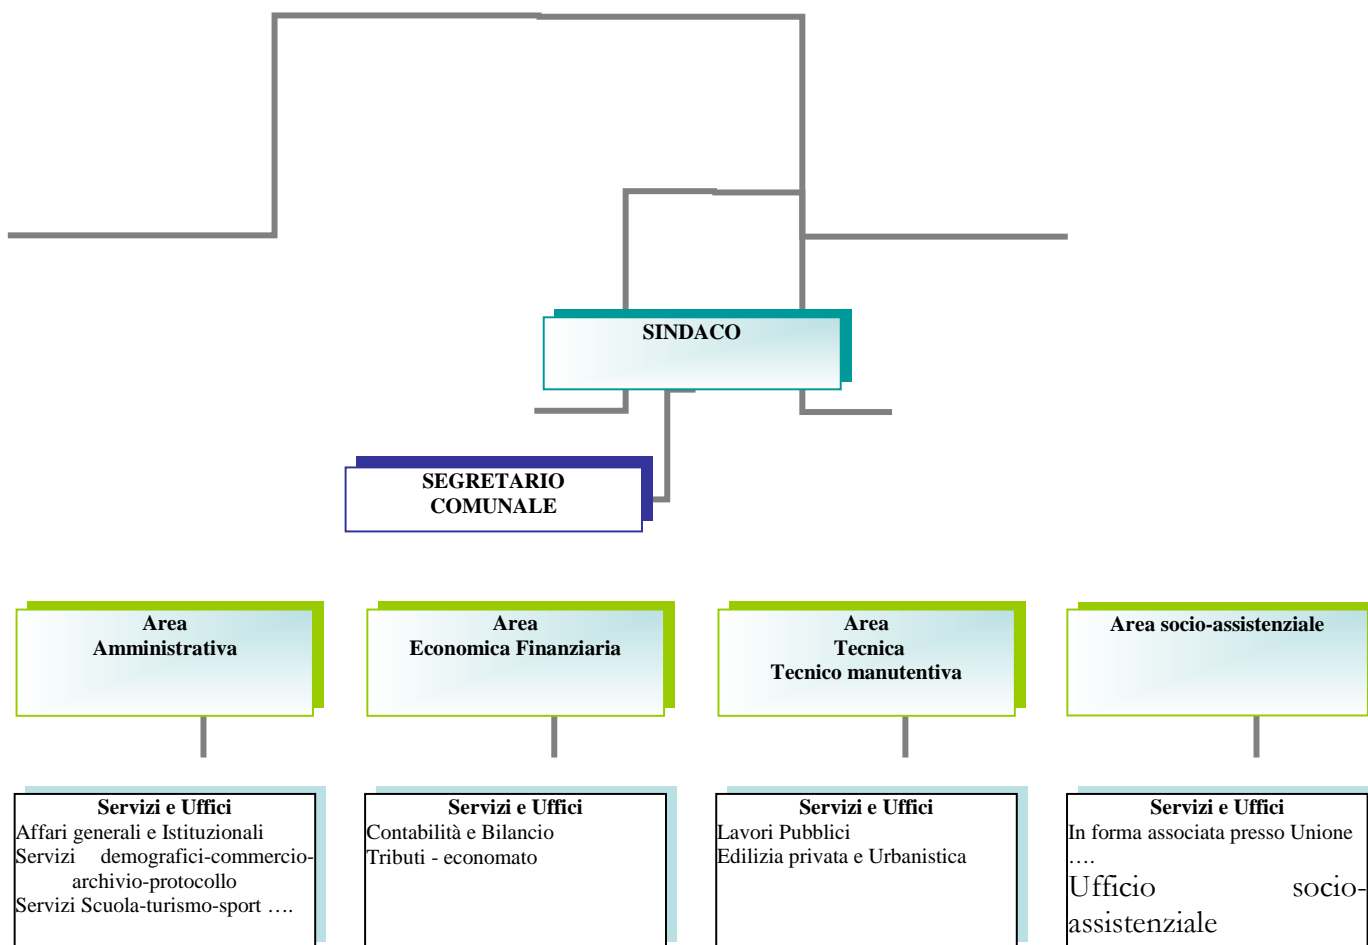 SINDACO
SEGRETARIO
COMUNALE
Area
Amministrativa
Area
Economica Finanziaria
Area
Tecnica
Tecnico manutentiva
Area socio-assistenziale
Servizi e Uffici
Affari generali e Istituzionali
Servizi demografici-commercio-
archivio-protocollo
Servizi Scuola-turismo-sport ….
Servizi e Uffici
Contabilità e Bilancio
Tributi - economato
Servizi e Uffici
Lavori Pubblici
Edilizia privata e Urbanistica
Servizi e Uffici
In forma associata presso Unione
….
Ufficio socio-
assistenziale